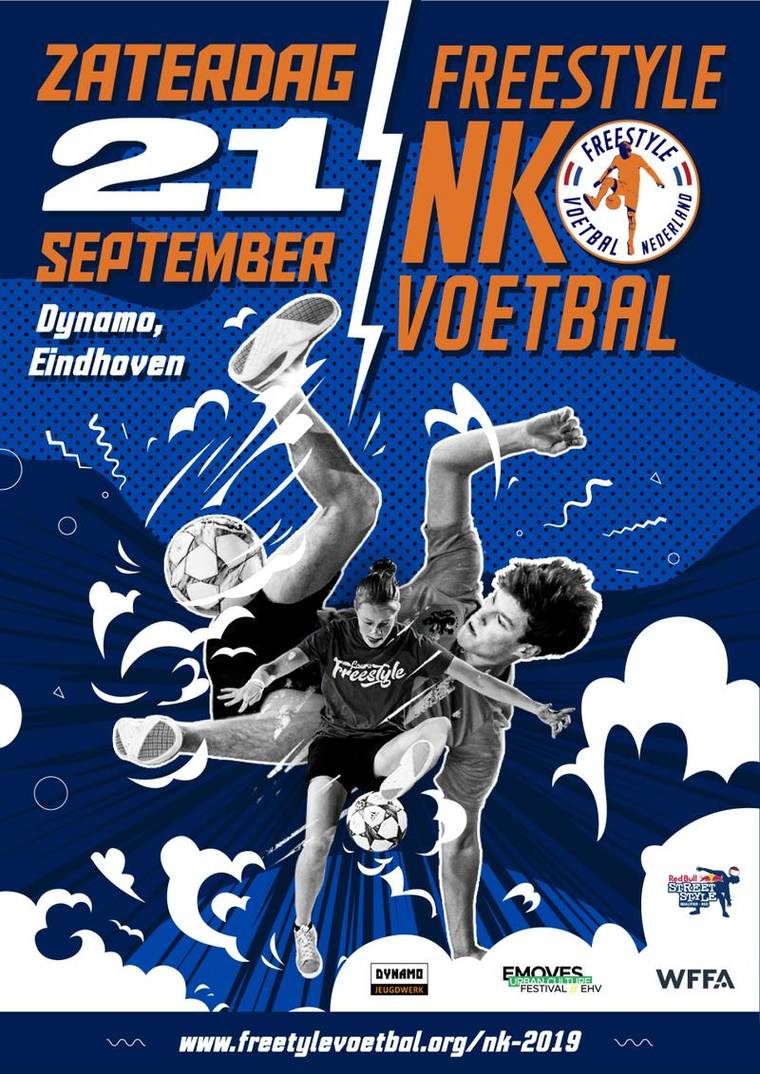 ZATERDAG
21
SEPTEMBER
Dynamo,
Eindhoven
FREESTYLE
NK
VOETBAL
FREESTYLE
VOETBAL NEDERLAND
Laura
Freestyle
Red Bull
STREET
STYLE
DYNAMO
JEUGDWERK
EMOVES
URBAN CULTURE
FESTIVAL // EHV
WFFA
www.freetylevoetbal.org/nk-2019